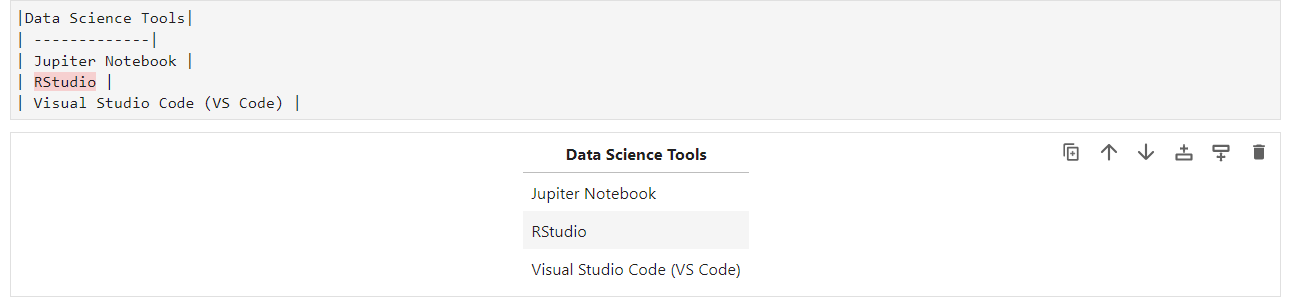 |Data Science Tools|
| -------------|
| Jupiter Notebook |
| RStudio |
| Visual Studio Code (VS Code) |
Data Science Tools
Jupiter Notebook
RStudio
Visual Studio Code (VS Code)